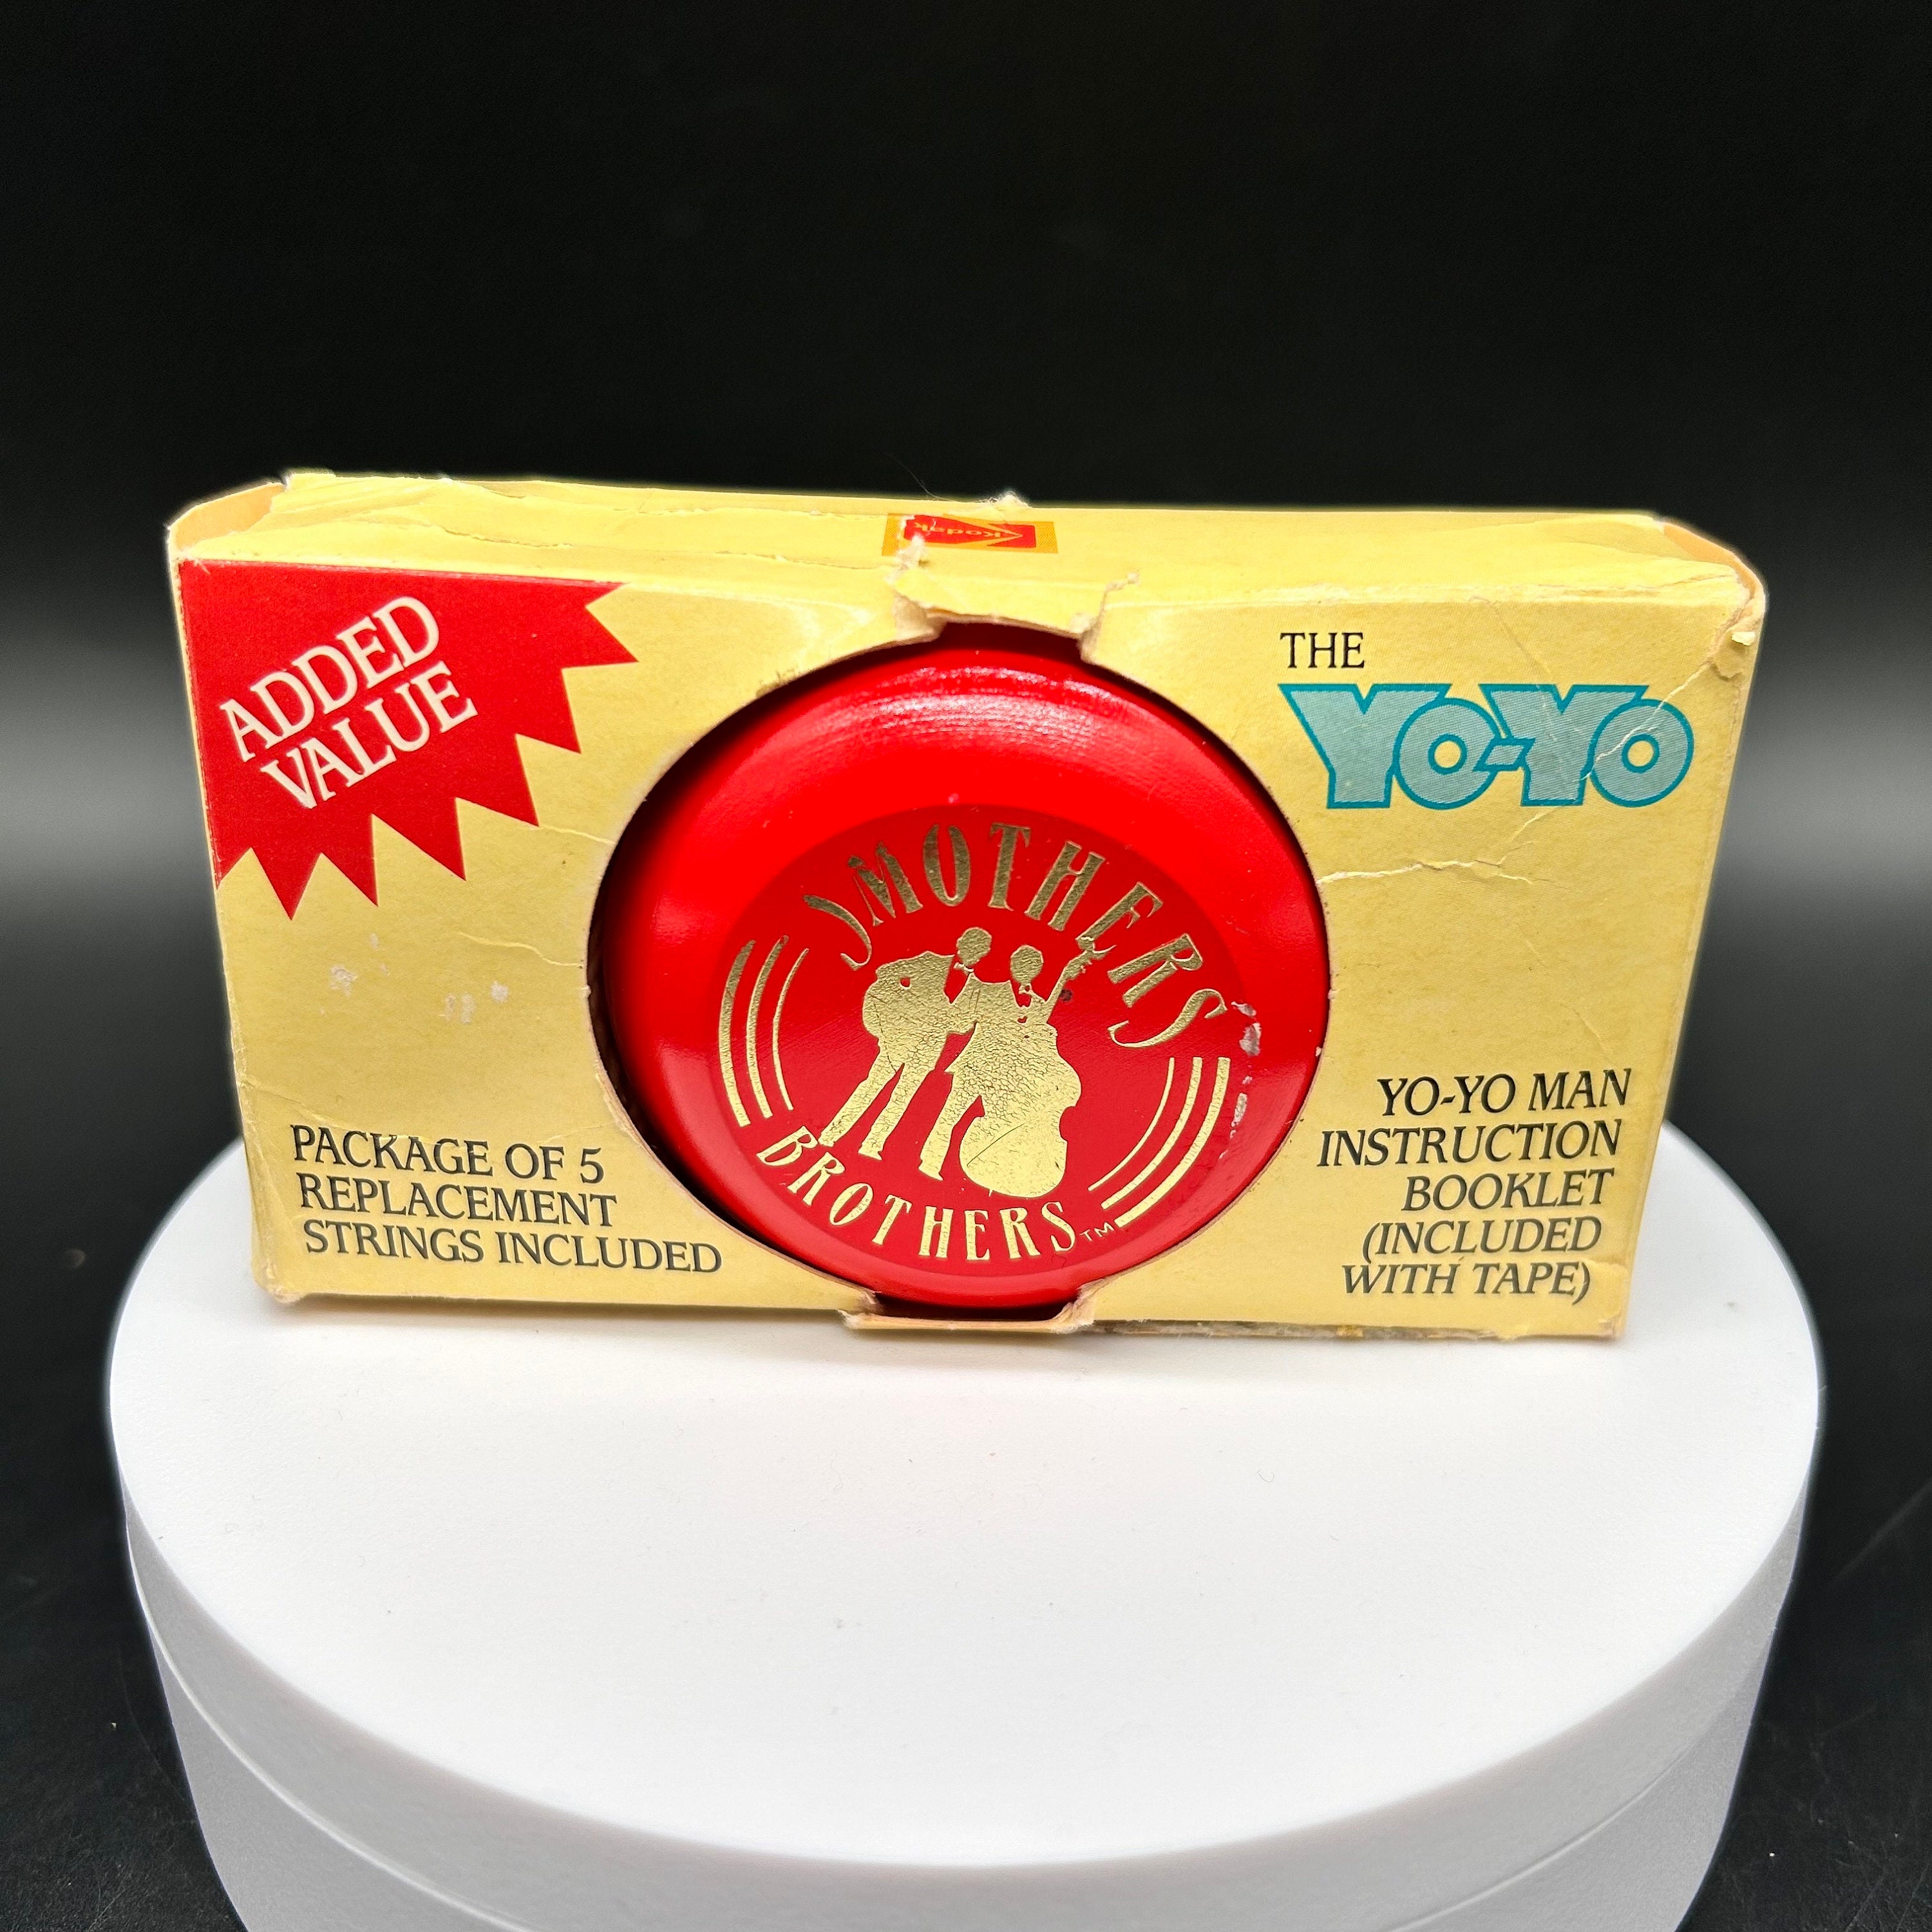 Kodak
ADDED
VALUE
THE
YO-YO
SMOTHERS
BROTHERS™
PACKAGE OF 5
REPLACEMENT
STRINGS INCLUDED
YO-YO MAN
INSTRUCTION
BOOKLET
(INCLUDED
WITH TAPE)